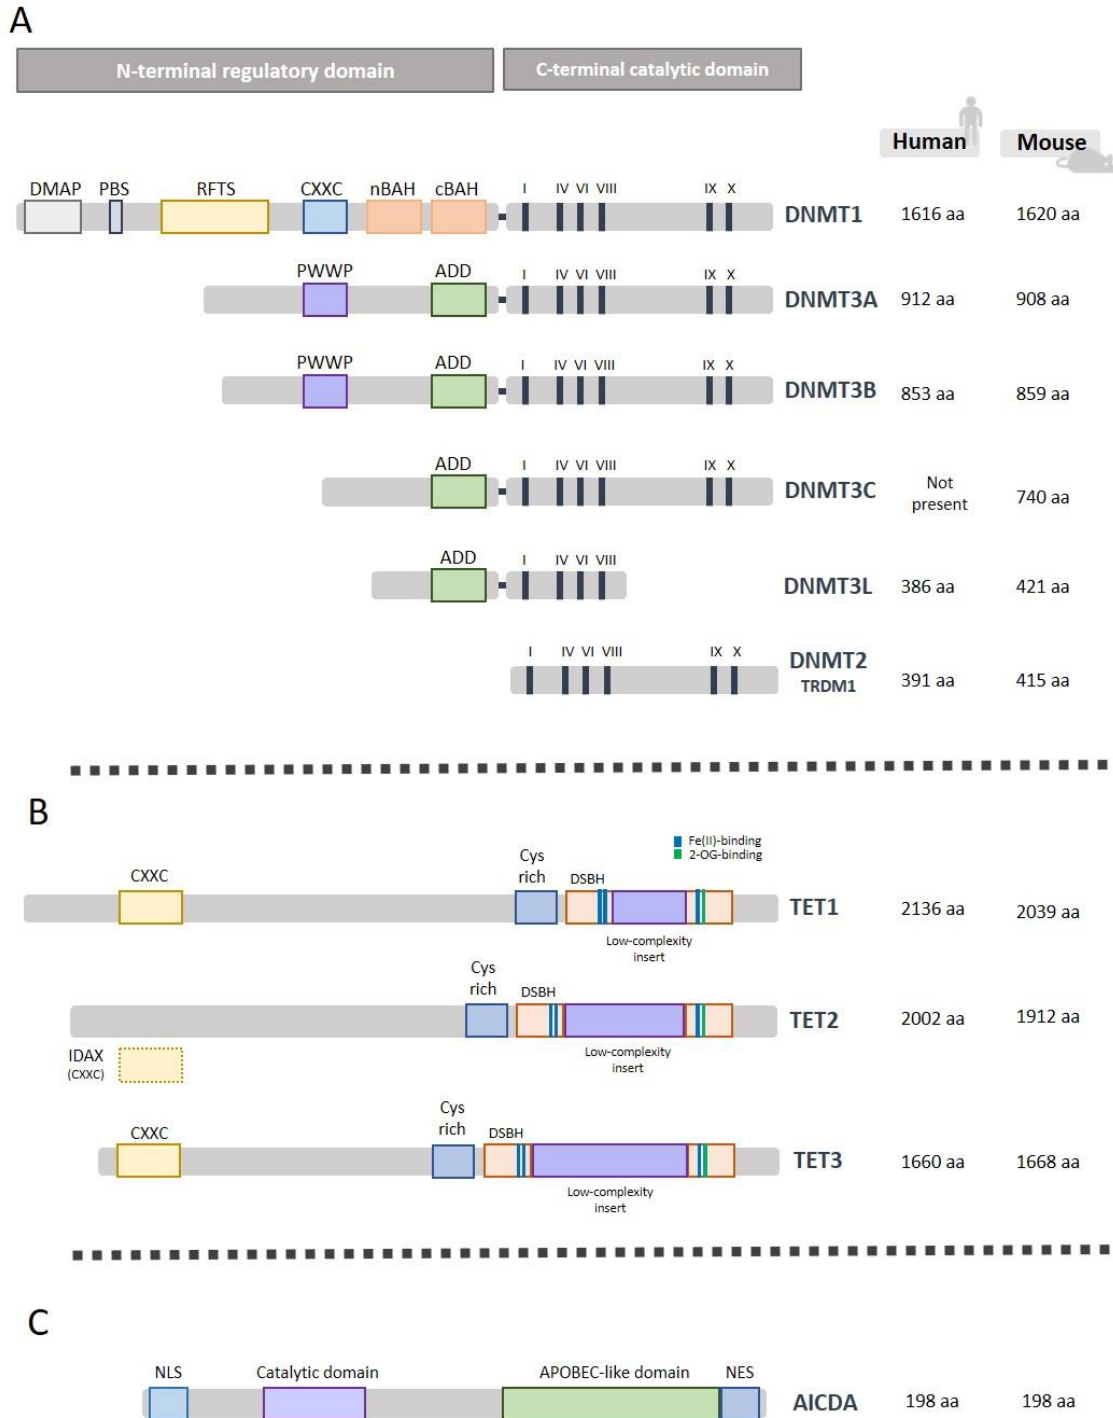 A
N-terminal regulatory domain C-terminal catalytic domain
Human Mouse
DMAP PBS RFTS CXXC nBAH cBAH I IV VI VIII IX X
DNMT1 1616 aa 1620 aa
PWWP ADD I IV VI VIII IX X
DNMT3A 912 aa 908 aa
PWWP ADD I IV VI VIII IX X
DNMT3B 853 aa 859 aa
ADD I IV VI VIII IX X
DNMT3C Not present 740 aa
ADD I IV VI VIII
DNMT3L 386 aa 421 aa
I IV VI VIII IX X
DNMT2
TRDM1 391 aa 415 aa
B
Fe(II)-binding
2-OG-binding
CXXC Cys rich DSBH
TET1 2136 aa 2039 aa
Low-complexity
insert
Cys
rich DSBH
TET2 2002 aa 1912 aa
IDAX
(CXXC)
Low-complexity
insert
CXXC Cys rich DSBH
TET3 1660 aa 1668 aa
Low-complexity
insert
C
NLS Catalytic domain APOBEC-like domain NES
AICDA 198 aa 198 aa